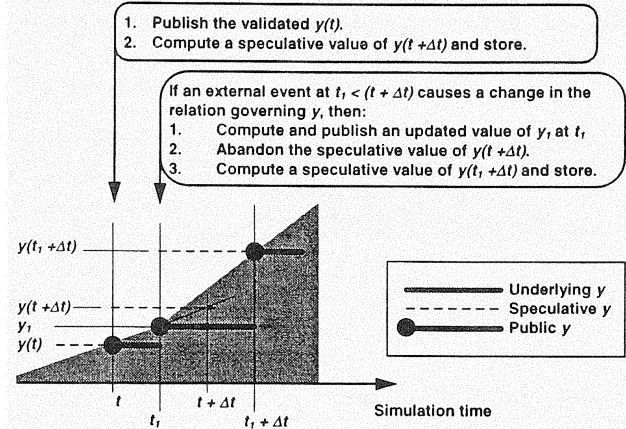 1. Publish the validated y(t).
2. Compute a speculative value of y(t +Δt) and store.
If an external event at t₁ < (t + Δt) causes a change in the
relation governing y, then:
1. Compute and publish an updated value of y₁ at t₁
2. Abandon the speculative value of y(t +Δt).
3. Compute a speculative value of y(t₁ +Δt) and store.
y(t₁ +Δt)
y(t +Δt)
y₁
y(t)
Underlying y
Speculative y
Public y
t
t₁
t + Δt
t₁ + Δt
Simulation time